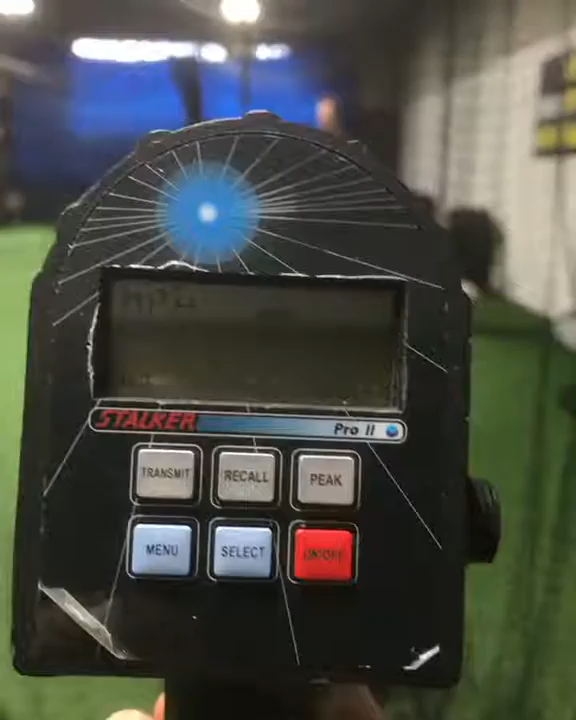 STALKER
Pro II
TRANSMIT RECALL PEAK
MENU SELECT ON/OFF